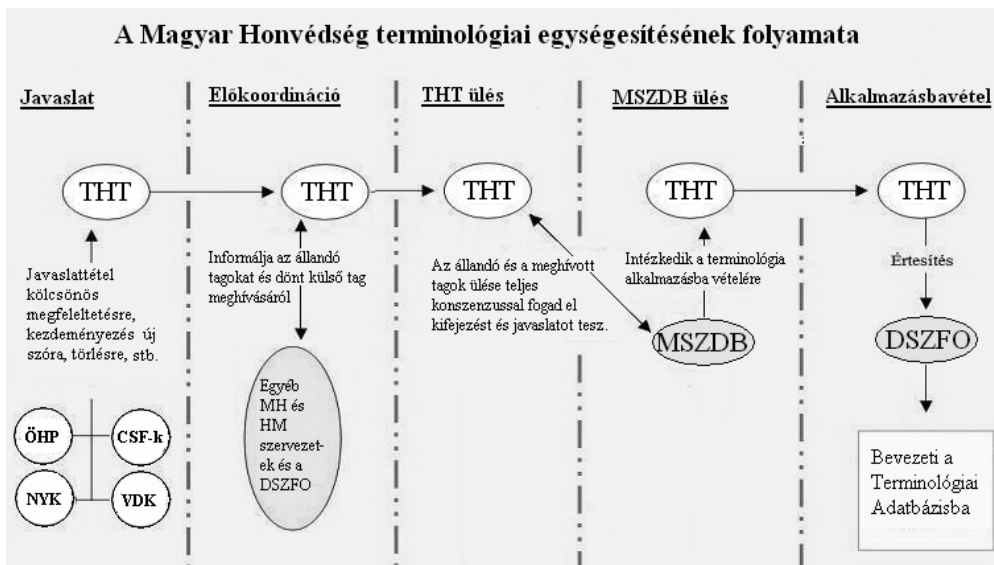 A Magyar Honvédség terminológiai egységesítésének folyamata
Javaslat
Előkoordináció
THT ülés
MSZDB ülés
Alkalmazásbavétel
THT
THT
THT
THT
THT
Javaslattétel
kölcsönös
megfeleltetésre,
kezdeményezés új
szóra, törlésre, stb.
ÖHP
CSF-k
NYK
VDK
Informálja az állandó
tagokat és dönt külső tag
meghívásáról
Egyéb
MH és
HM
szervezet-
ek és a
DSZFO
Az állandó és a meghívott
tagok ülése teljes
konszenzussal fogad el
kifejezést és javaslatot tesz.
Intézkedik a terminológia
alkalmazásba vételére
MSZDB
Értesítés
DSZFO
Bevezeti a
Terminológiai
Adatbázisba